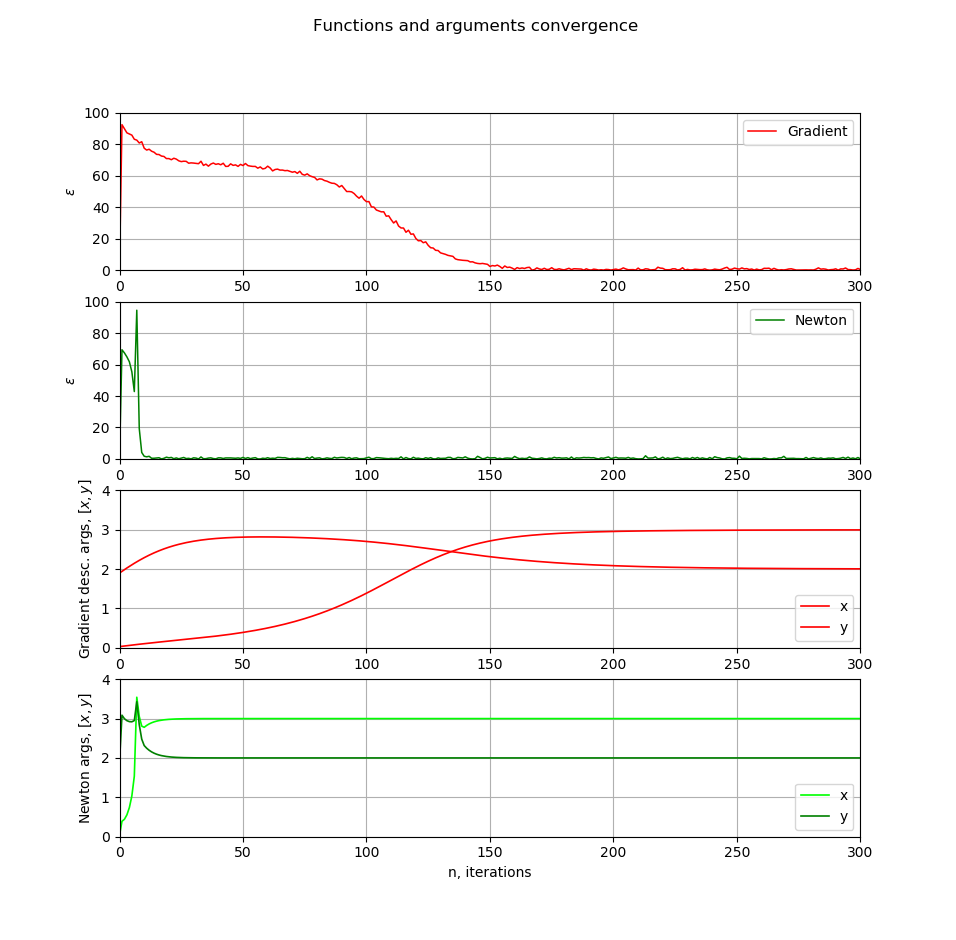 Functions and arguments convergence
100
80
60
40
20
0
ε
Gradient
0 50 100 150 200 250 300
100
80
60
40
20
0
ε
Newton
0 50 100 150 200 250 300
4
3
2
1
0
Gradient desc. args, [x, y]
x
y
0 50 100 150 200 250 300
4
3
2
1
0
Newton args, [x, y]
x
y
0 50 100 150 200 250 300
n, iterations